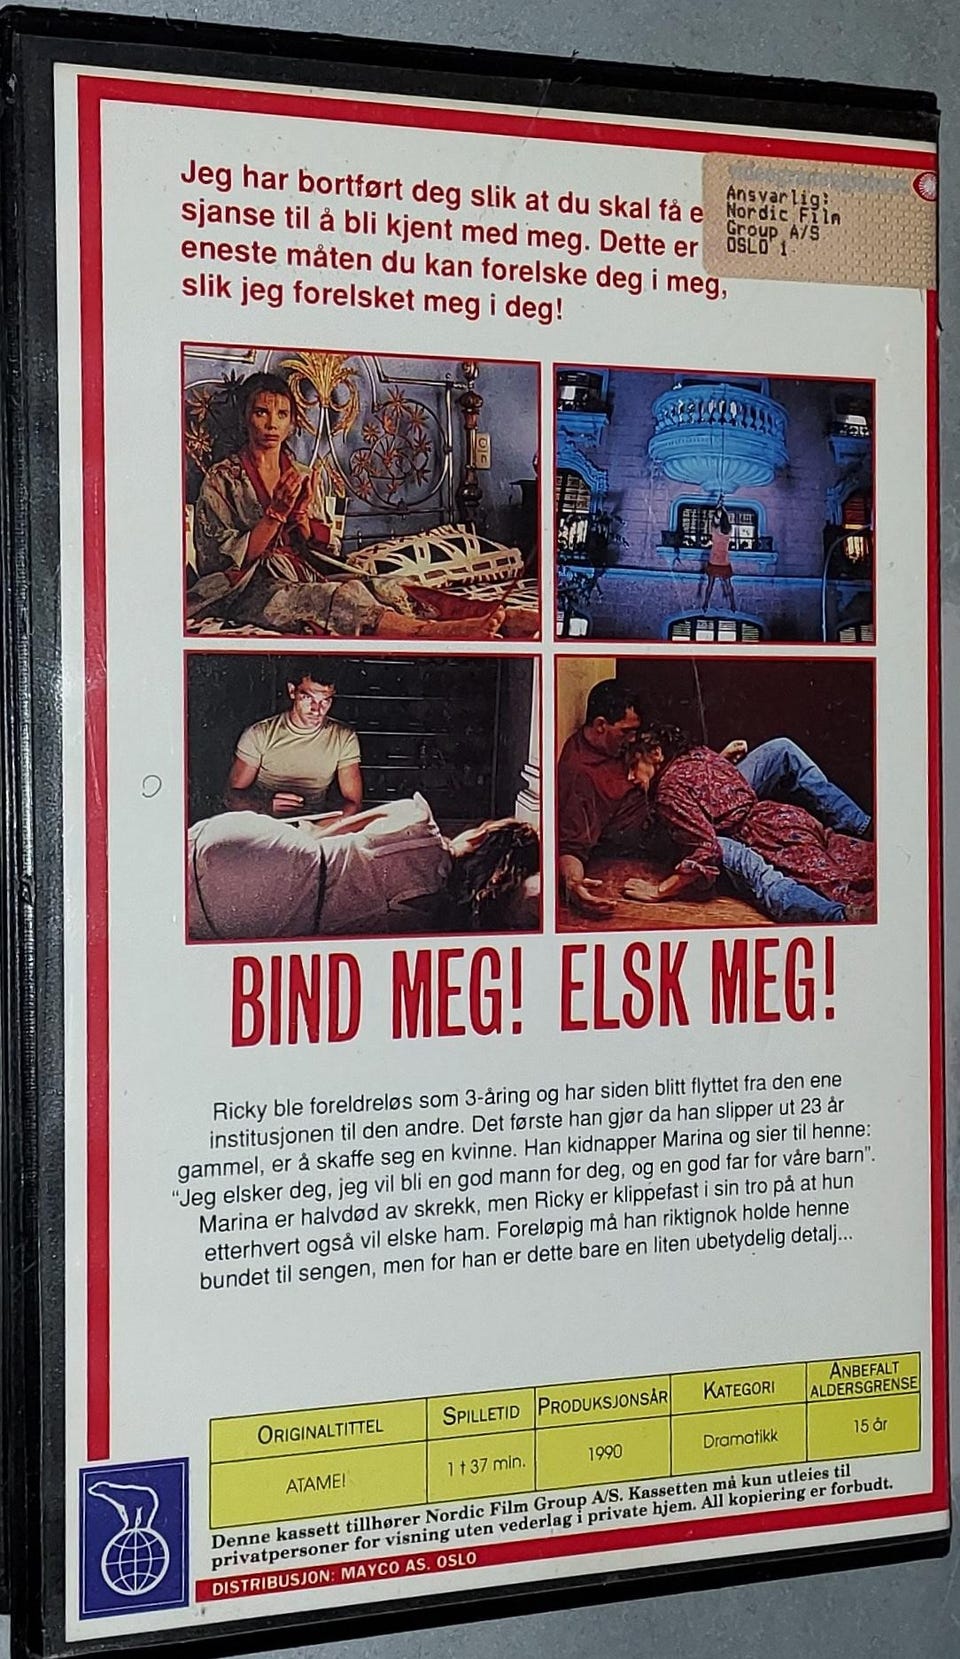 Jeg har bortført deg slik at du skal få e
sjanse til å bli kjent med meg. Dette er
eneste måten du kan forelske deg i meg,
slik jeg forelsket meg i deg!
Ansvarlig:
Nordic Film
Group A/S
OSLO 1
BIND MEG! ELSK MEG!
Ricky ble foreldreløs som 3-åring og har siden blitt flyttet fra den ene
institusjonen til den andre. Det første han gjør da han slipper ut 23 år
gammel, er å skaffe seg en kvinne. Han kidnapper Marina og sier til henne:
"Jeg elsker deg, jeg vil bli en god mann for deg, og en god far for våre barn".
Marina er halvdød av skrekk, men Ricky er klippefast i sin tro på at hun
etterhvert også vil elske ham. Foreløpig må han riktignok holde henne
bundet til sengen, men for han er dette bare en liten ubetydelig detalj...
ORIGINALTITTEL SPILLETID PRODUKSJONSÅR KATEGORI ANBEFALT ALDERSGRENSE
ATAME! 1 t 37 min. 1990 Dramatikk 15 år
Denne kassett tillhører Nordic Film Group A/S. Kassetten må kun utleies til
privatpersoner for visning uten vederlag i private hjem. All kopiering er forbudt.
DISTRIBUSJON: MAYCO AS. OSLO